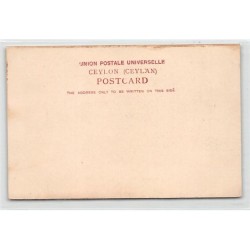 UNION POSTALE UNIVERSELLE
CEYLON (CEYLAN)
POSTCARD
THE ADDRESS ONLY TO BE WRITTEN ON THIS SIDE